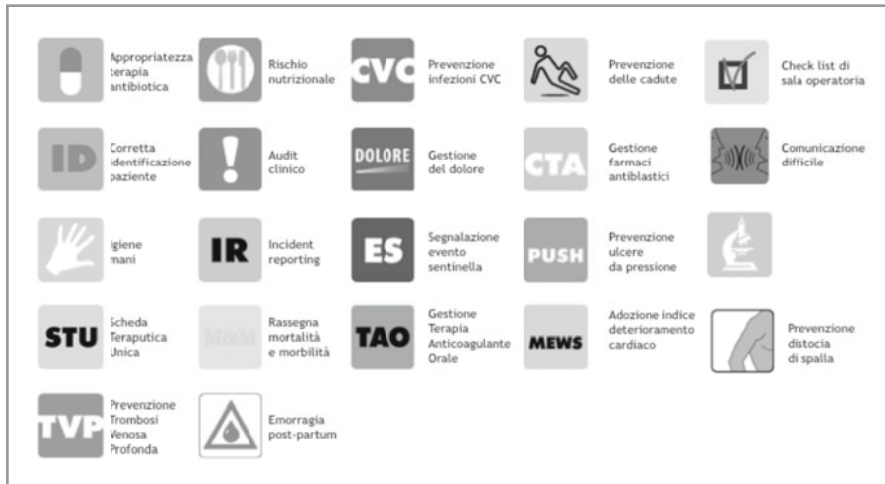 Appropriatezza
terapia
antibiotica
Rischio
nutrizionale
CVC
Prevenzione
infezioni CVC
Prevenzione
delle cadute
Check list di
sala operatoria
ID
Corretta
identificazione
paziente
Audit
clinico
DOLORE
Gestione
del dolore
CTA
Gestione
farmaci
antiblastici
Comunicazione
difficile
Igiene
mani
IR
Incident
reporting
ES
Segnalazione
evento
sentinella
PUSH
Prevenzione
ulcere
da pressione
STU
Scheda
Teraputica
Unica
M&M
Rassegna
mortalità
e morbilità
TAO
Gestione
Terapia
Anticoagulante
Orale
MEWS
Adozione indice
deterioramento
cardiaco
Prevenzione
distocia
di spalla
TVP
Prevenzione
Trombosi
Venosa
Profonda
Emorragia
post-partum